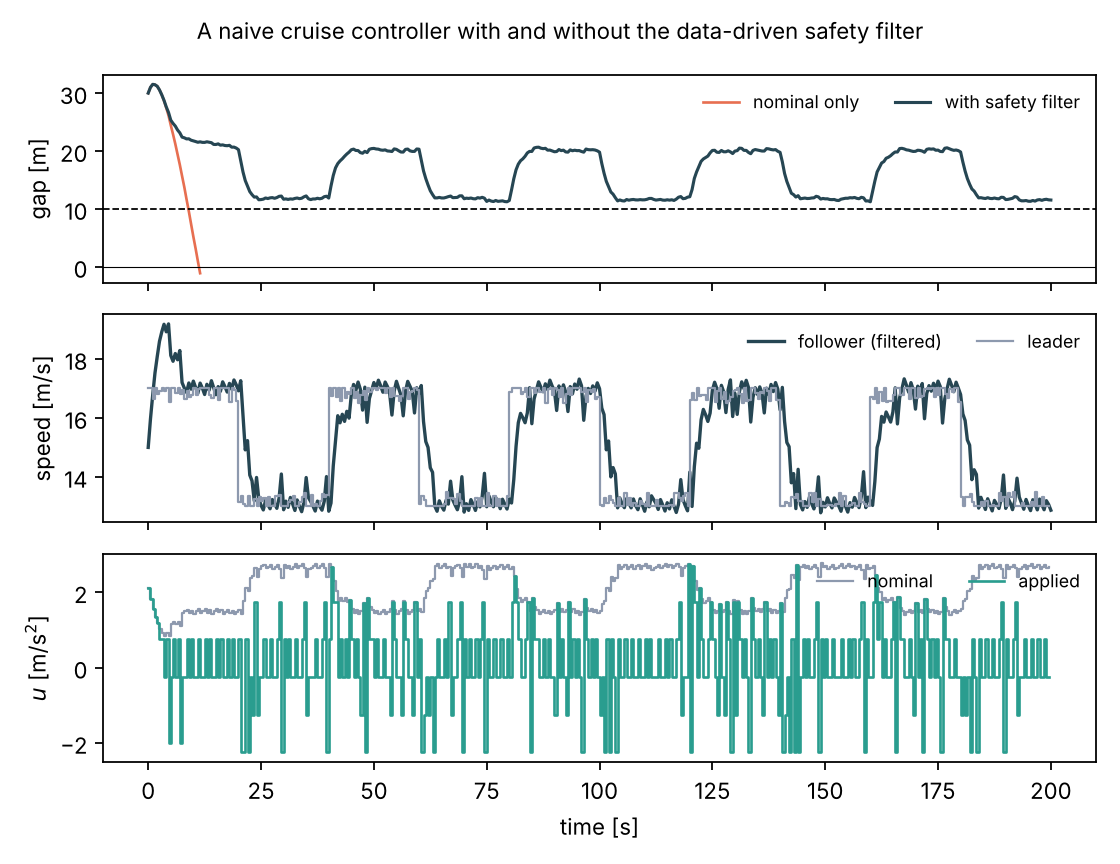 A naive cruise controller with and without the data-driven safety filter
gap [m]
30
20
10
0
nominal only
with safety filter
speed [m/s]
18
16
14
follower (filtered)
leader
u [m/s²]
2
0
−2
nominal
applied
0 25 50 75 100 125 150 175 200
time [s]